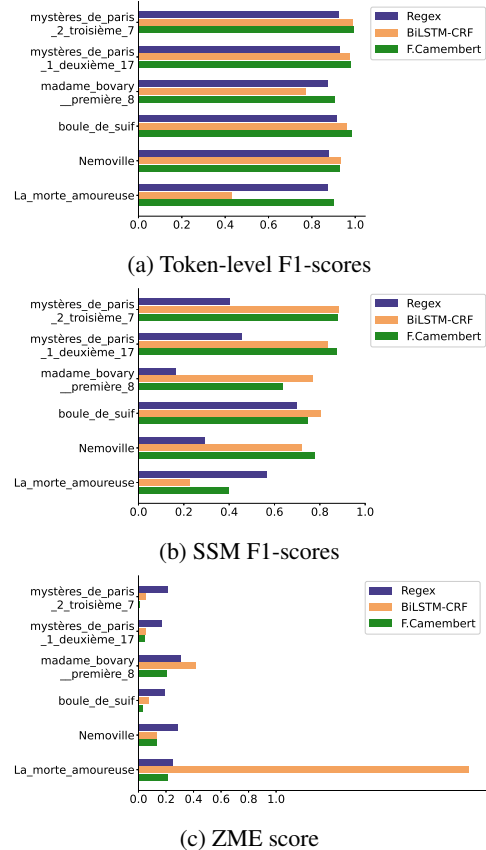 mystères_de_paris
_2_troisième_7
mystères_de_paris
_1_deuxième_17
madame_bovary
__première_8
boule_de_suif
Nemoville
La_morte_amoureuse
0.0 0.2 0.4 0.6 0.8 1.0
Regex
BiLSTM-CRF
F.Camembert
(a) Token-level F1-scores
mystères_de_paris
_2_troisième_7
mystères_de_paris
_1_deuxième_17
madame_bovary
__première_8
boule_de_suif
Nemoville
La_morte_amoureuse
0.0 0.2 0.4 0.6 0.8 1.0
Regex
BiLSTM-CRF
F.Camembert
(b) SSM F1-scores
mystères_de_paris
_2_troisième_7
mystères_de_paris
_1_deuxième_17
madame_bovary
__première_8
boule_de_suif
Nemoville
La_morte_amoureuse
0.0 0.2 0.4 0.6 0.8 1.0
Regex
BiLSTM-CRF
F.Camembert
(c) ZME score